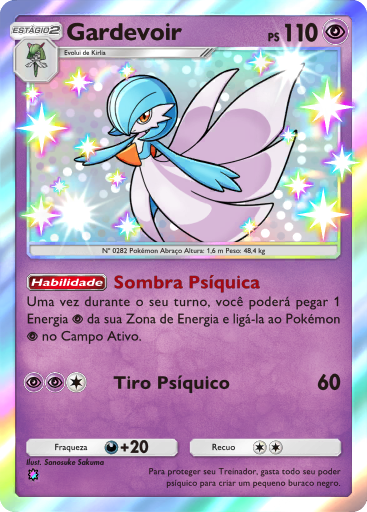 ESTÁGIO2
Gardevoir
PS 110
Evolui de Kirlia
N° 0282 Pokémon Abraço Altura: 1,6 m Peso: 48,4 kg
Habilidade Sombra Psíquica
Uma vez durante o seu turno, você poderá pegar 1
Energia da sua Zona de Energia e ligá-la ao Pokémon
no Campo Ativo.
Tiro Psíquico 60
Fraqueza +20 Recuo
Ilust. Sanosuke Sakuma
Para proteger seu Treinador, gasta todo seu poder
psíquico para criar um pequeno buraco negro.